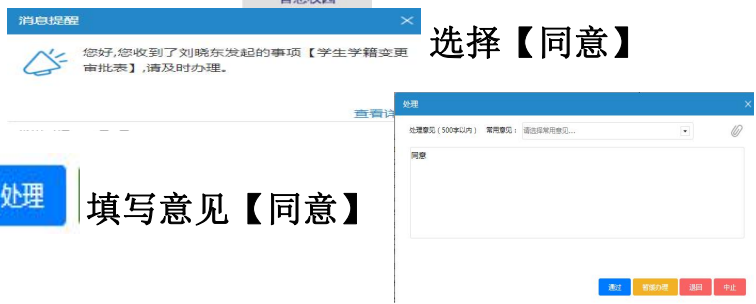 消息提醒
您好,您收到了刘晓东发起的事项【学生学籍变更
审批表】,请及时办理。
查看详
选择【同意】
处理
处理意见（500字以内） 常用意见： 请选择常用意见...
同意
通过 暂缓办理 退回 中止
处理
填写意见【同意】